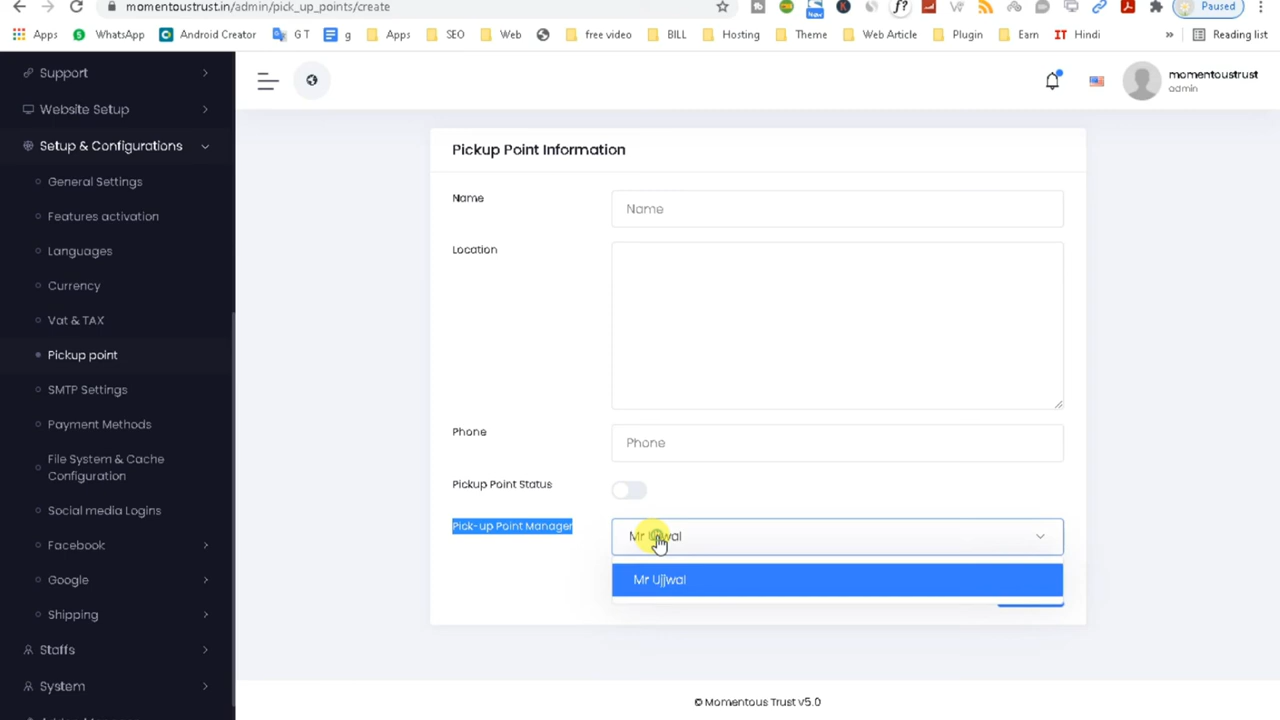 momentoustrust.in/admin/pick_up_points/create
Paused
Apps
WhatsApp
Android Creator
G T
g
Apps
SEO
Web
free video
BILL
Hosting
Theme
Web Article
Plugin
Earn
IT Hindi
»
Reading list
New
f?
Support
Website Setup
Setup & Configurations
General Settings
Features activation
Languages
Currency
Vat & TAX
Pickup point
SMTP Settings
Payment Methods
File System & Cache
Configuration
Social media Logins
Facebook
Google
Shipping
Staffs
System
momentoustrust
admin
Pickup Point Information
Name
Name
Location
Phone
Phone
Pickup Point Status
Pick-up Point Manager
Mr Ujjwal
Mr Ujjwal
© Momentous Trust v5.0